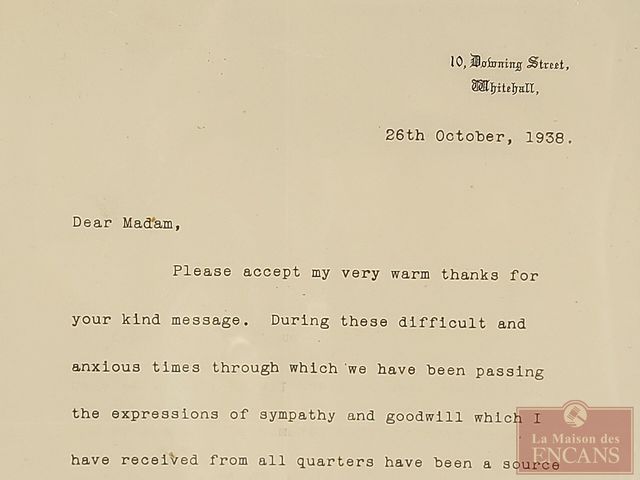 10, Downing Street,
Whitehall,
26th October, 1938.
Dear Madam,
Please accept my very warm thanks for
your kind message. During these difficult and
anxious times through which we have been passing
the expressions of sympathy and goodwill which I
have received from all quarters have been a source
La Maison des
ENCANS